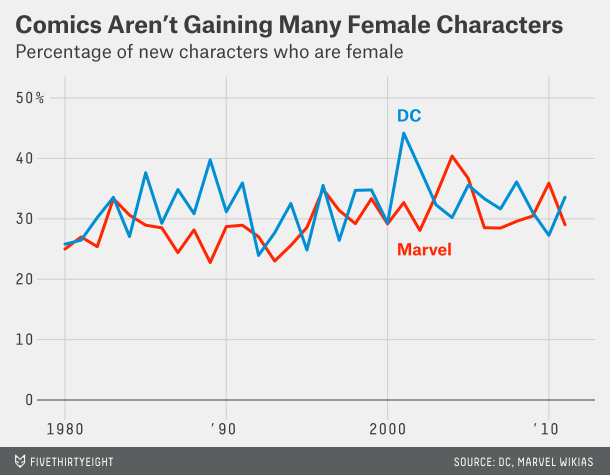 Comics Aren't Gaining Many Female Characters
Percentage of new characters who are female
50%
DC
40
30
Marvel
20
10
0
1980 '90 2000 '10
FIVETHIRTYEIGHT SOURCE: DC, MARVEL WIKIAS